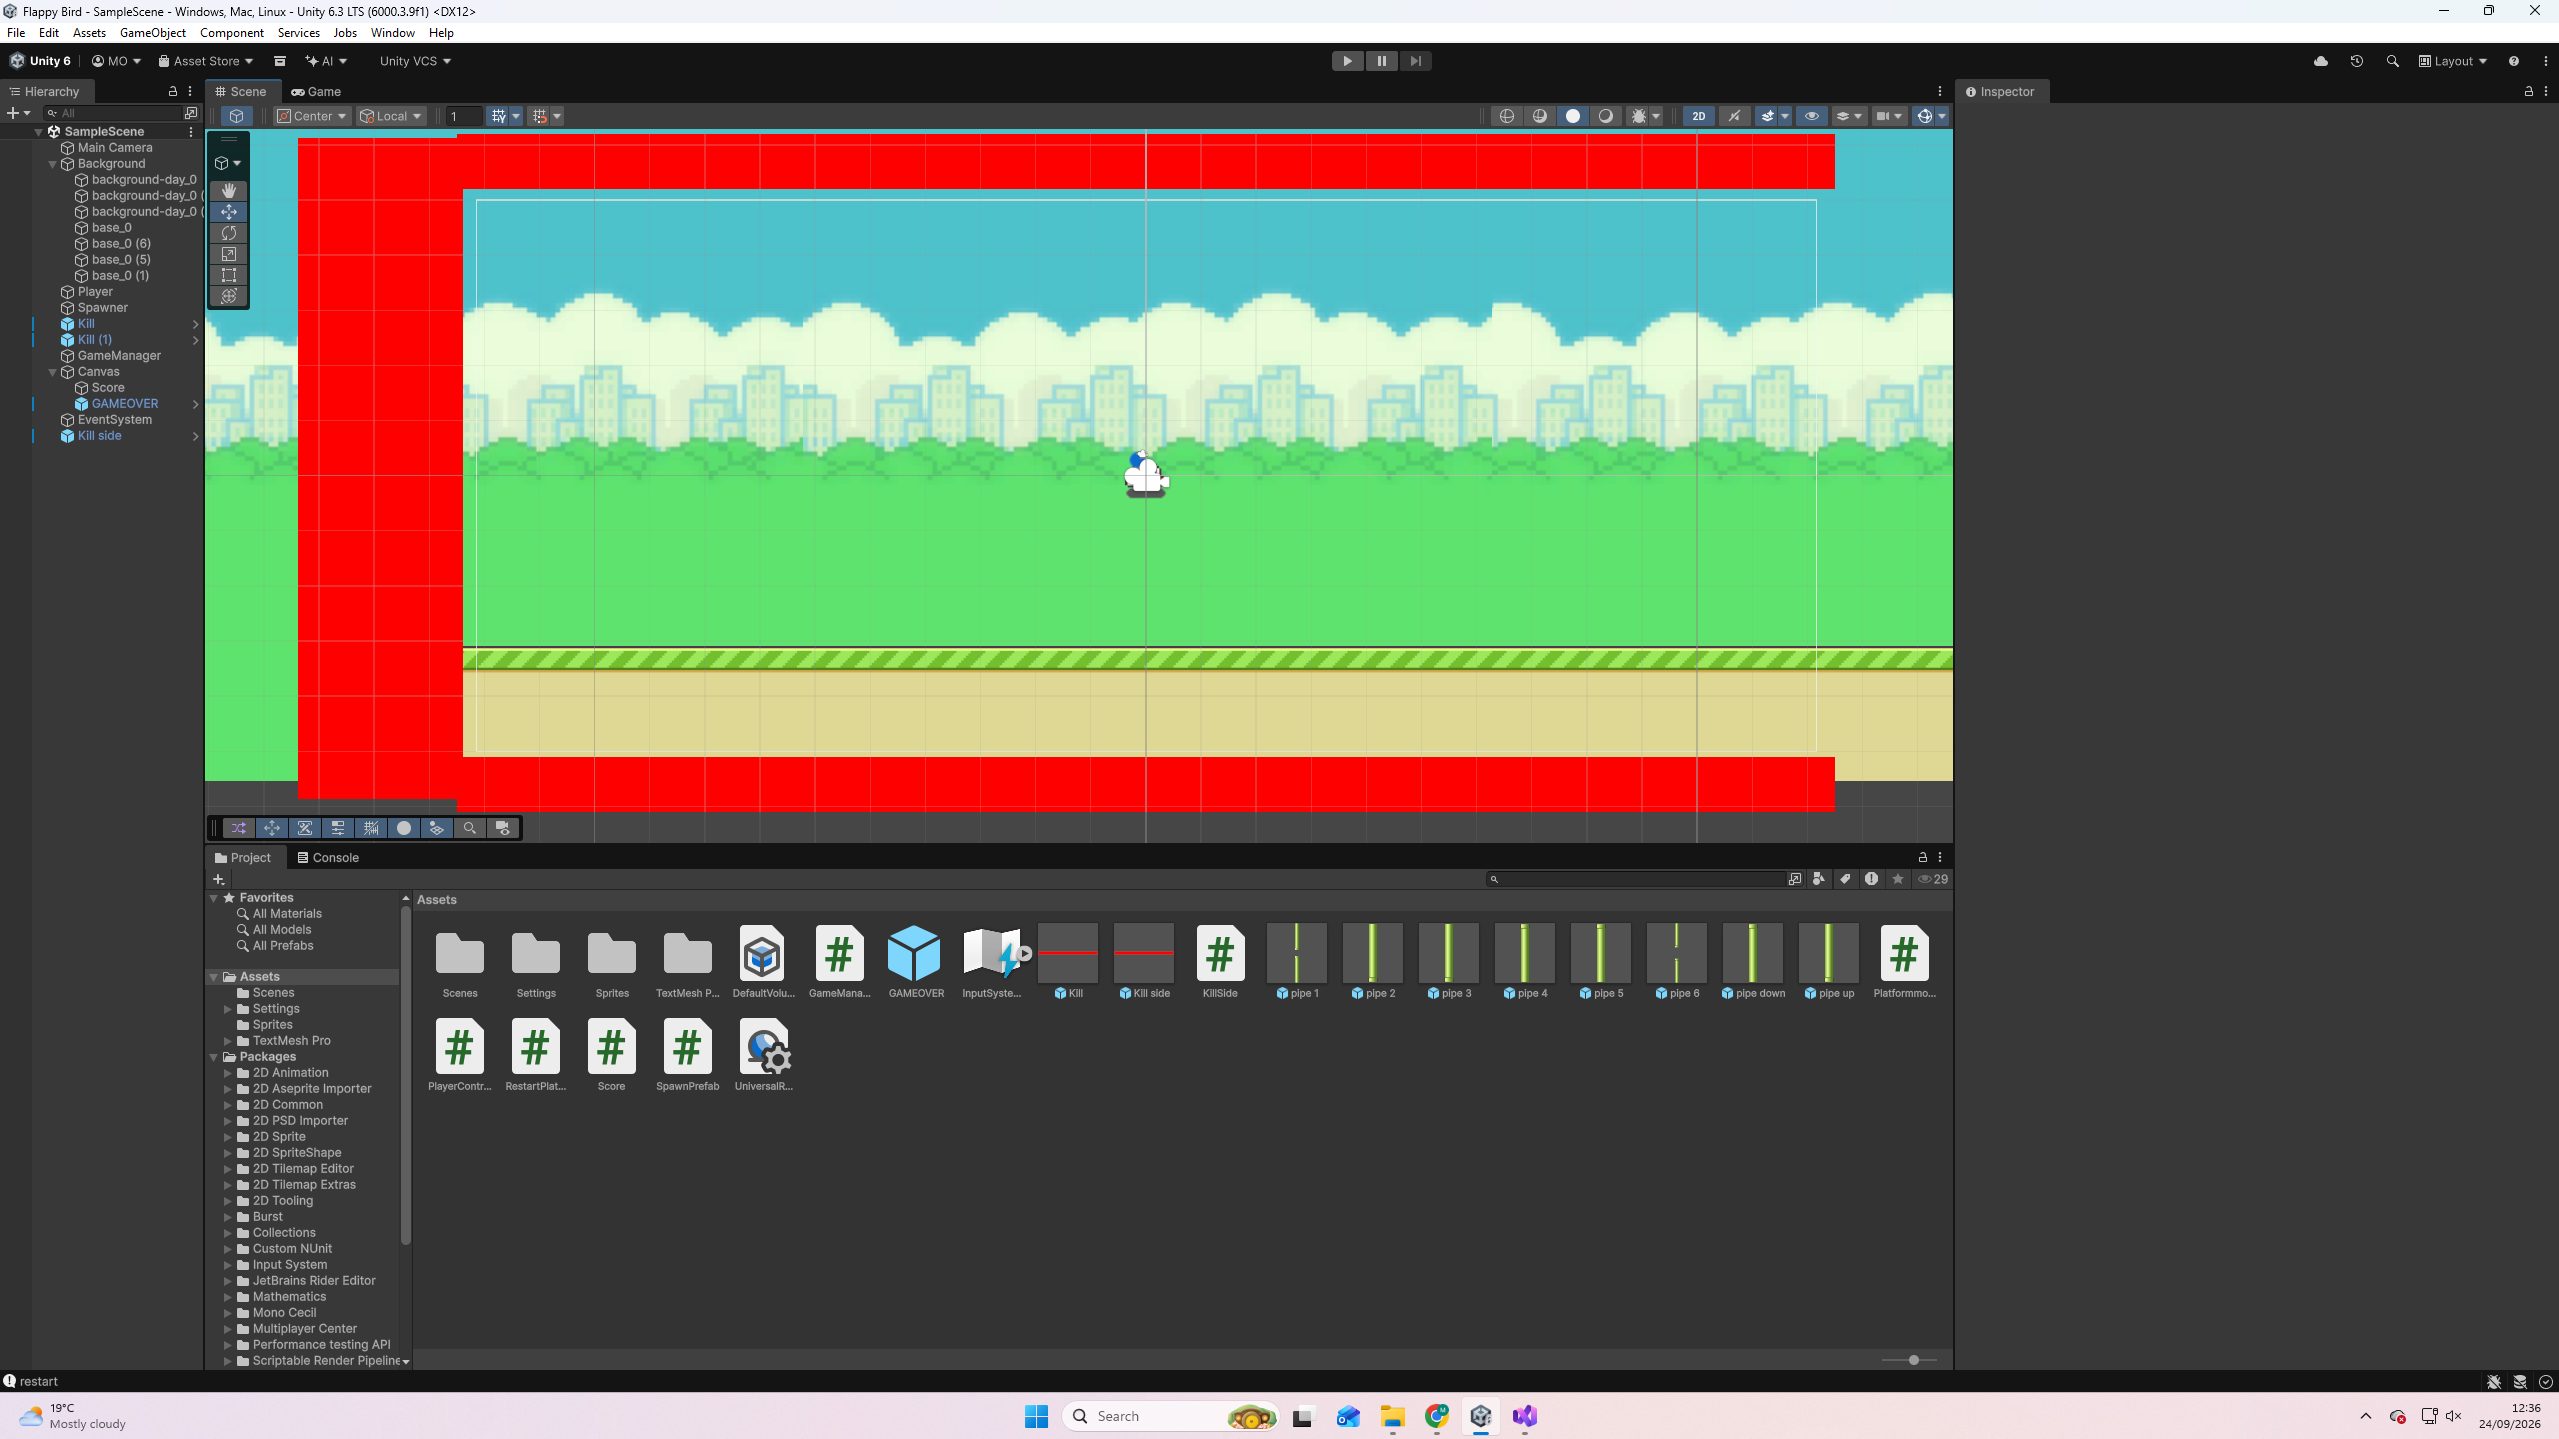 Flappy Bird - SampleScene - Windows, Mac, Linux - Unity 6.3 LTS (6000.3.9f1) <DX12>
File Edit Assets GameObject Component Services Jobs Window Help
Unity 6 MO Asset Store AI Unity VCS Layout
Hierarchy Scene Game Inspector
All Center Local 1 2D
SampleScene
Main Camera
Background
background-day_0
background-day_0 (
background-day_0 (
base_0
base_0 (6)
base_0 (5)
base_0 (1)
Player
Spawner
Kill
Kill (1)
GameManager
Canvas
Score
GAMEOVER
EventSystem
Kill side
Project Console
29
Favorites
All Materials
All Models
All Prefabs
Assets
Scenes
Settings
Sprites
TextMesh Pro
Packages
2D Animation
2D Aseprite Importer
2D Common
2D PSD Importer
2D Sprite
2D SpriteShape
2D Tilemap Editor
2D Tilemap Extras
2D Tooling
Burst
Collections
Custom NUnit
Input System
JetBrains Rider Editor
Mathematics
Mono Cecil
Multiplayer Center
Performance testing API
Scriptable Render Pipeline
Assets
Scenes Settings Sprites TextMesh P... DefaultVolu... GameMana... GAMEOVER InputSyste... Kill Kill side KillSide pipe 1 pipe 2 pipe 3 pipe 4 pipe 5 pipe 6 pipe down pipe up Platformmo...
PlayerContr... RestartPlat... Score SpawnPrefab UniversalR...
restart
19°C
Mostly cloudy
Search
12:36
24/09/2026